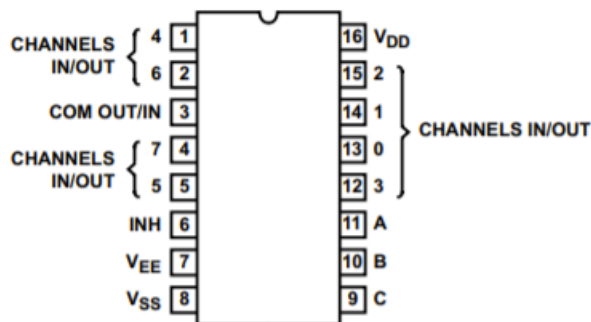 CHANNELS IN/OUT
4 1
6 2
COM OUT/IN 3
CHANNELS IN/OUT
7 4
5 5
INH 6
VEE 7
VSS 8
16 VDD
15 2
14 1
13 0
12 3
CHANNELS IN/OUT
11 A
10 B
9 C